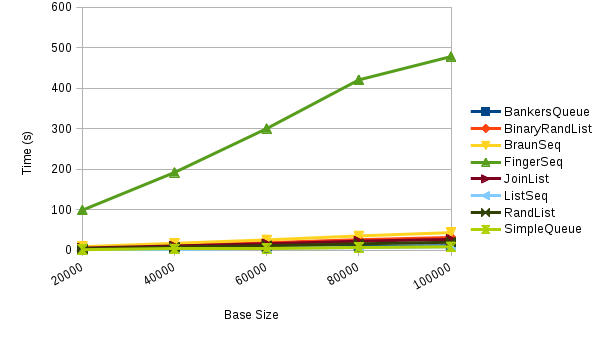 600
500
400
300
200
100
0
Time (s)
20000
40000
60000
80000
100000
Base Size
BankersQueue
BinaryRandList
BraunSeq
FingerSeq
JoinList
ListSeq
RandList
SimpleQueue